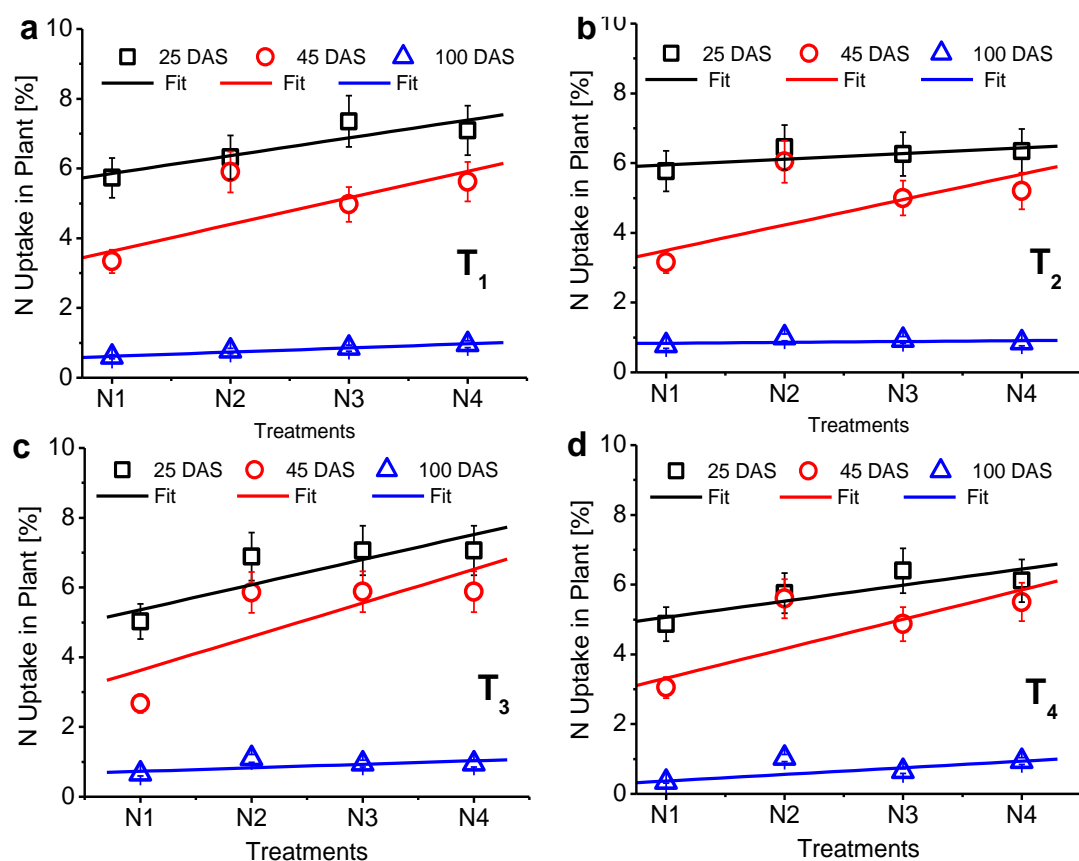 a
10
25 DAS 45 DAS 100 DAS
Fit Fit Fit
8
6
4
2
0
N Uptake in Plant [%]
T1
N1 N2 N3 N4
Treatments
b
10
25 DAS 45 DAS 100 DAS
Fit Fit Fit
8
6
4
2
0
N Uptake in Plant [%]
T2
N1 N2 N3 N4
Treatments
c
10
25 DAS 45 DAS 100 DAS
Fit Fit Fit
8
6
4
2
0
N Uptake in Plant [%]
T3
N1 N2 N3 N4
Treatments
d
10
25 DAS 45 DAS 100 DAS
Fit Fit Fit
8
6
4
2
0
N Uptake in Plant [%]
T4
N1 N2 N3 N4
Treatments